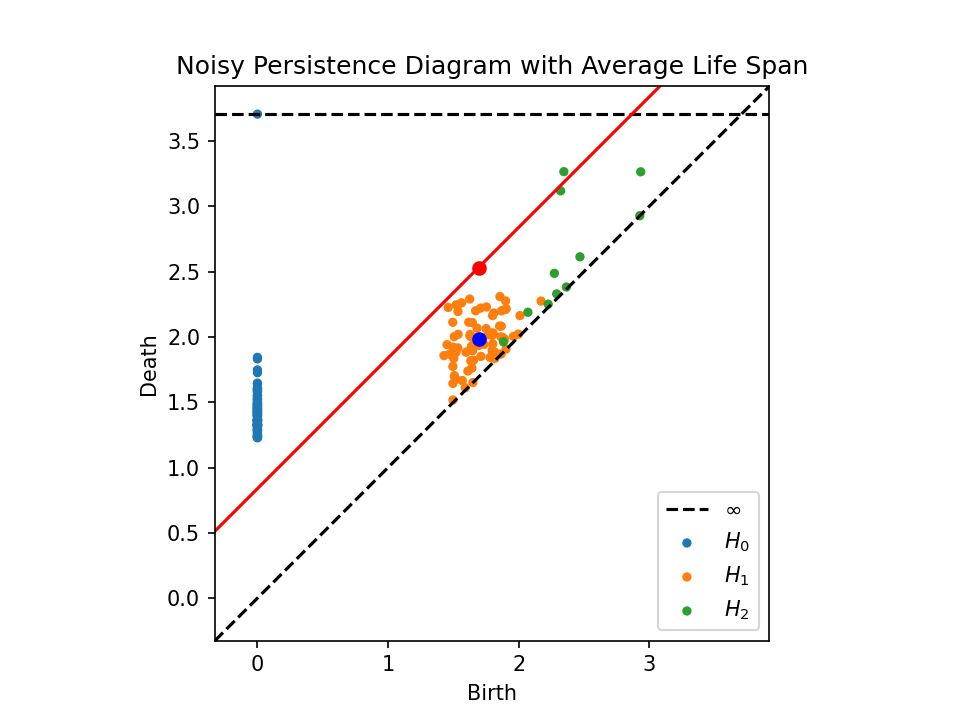 Noisy Persistence Diagram with Average Life Span
Death
3.5
3.0
2.5
2.0
1.5
1.0
0.5
0.0
∞
H₀
H₁
H₂
0 1 2 3
Birth